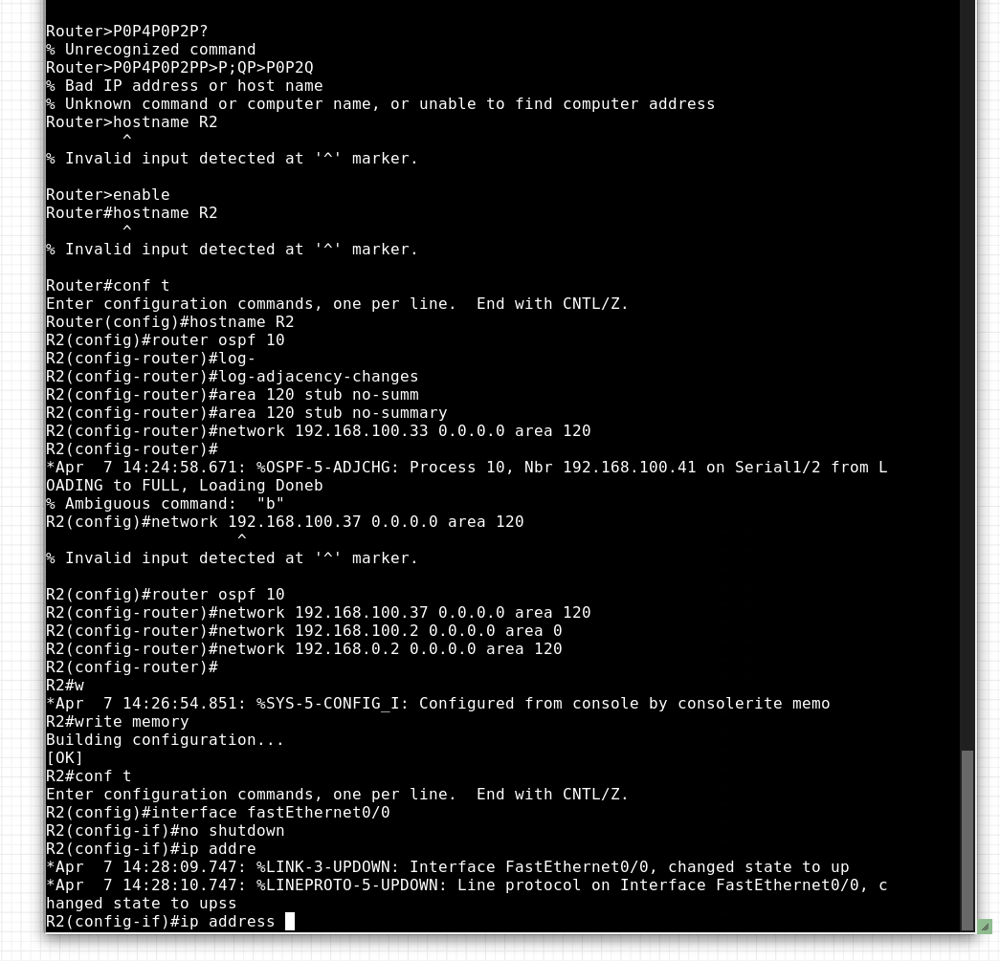 Router>P0P4P0P2P?
% Unrecognized command
Router>P0P4P0P2PP>P;QP>P0P2Q
% Bad IP address or host name
% Unknown command or computer name, or unable to find computer address
Router>hostname R2
^
% Invalid input detected at '^' marker.
Router>enable
Router#hostname R2
^
% Invalid input detected at '^' marker.
Router#conf t
Enter configuration commands, one per line.  End with CNTL/Z.
Router(config)#hostname R2
R2(config)#router ospf 10
R2(config-router)#log-
R2(config-router)#log-adjacency-changes
R2(config-router)#area 120 stub no-summ
R2(config-router)#area 120 stub no-summary
R2(config-router)#network 192.168.100.33 0.0.0.0 area 120
R2(config-router)#
*Apr  7 14:24:58.671: %OSPF-5-ADJCHG: Process 10, Nbr 192.168.100.41 on Serial1/2 from L
OADING to FULL, Loading Doneb
% Ambiguous command:  "b"
R2(config)#network 192.168.100.37 0.0.0.0 area 120
^
% Invalid input detected at '^' marker.
R2(config)#router ospf 10
R2(config-router)#network 192.168.100.37 0.0.0.0 area 120
R2(config-router)#network 192.168.100.2 0.0.0.0 area 0
R2(config-router)#network 192.168.0.2 0.0.0.0 area 120
R2(config-router)#
R2#w
*Apr  7 14:26:54.851: %SYS-5-CONFIG_I: Configured from console by consolerite memo
R2#write memory
Building configuration...
[OK]
R2#conf t
Enter configuration commands, one per line.  End with CNTL/Z.
R2(config)#interface fastEthernet0/0
R2(config-if)#no shutdown
R2(config-if)#ip addre
*Apr  7 14:28:09.747: %LINK-3-UPDOWN: Interface FastEthernet0/0, changed state to up
*Apr  7 14:28:10.747: %LINEPROTO-5-UPDOWN: Line protocol on Interface FastEthernet0/0, c
hanged state to upss
R2(config-if)#ip address